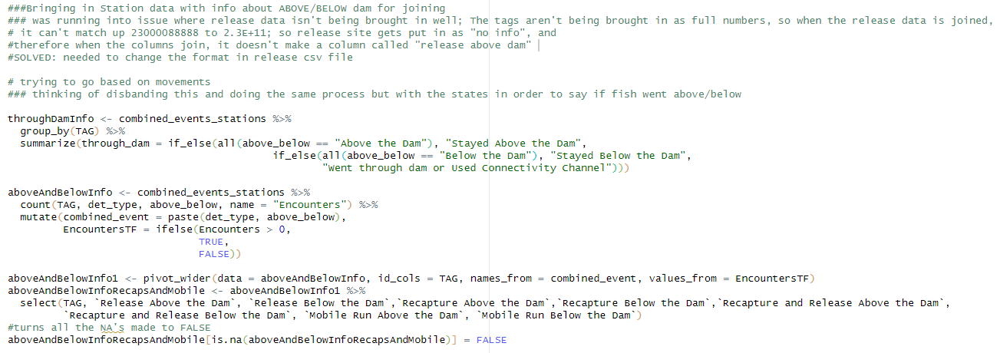 ###Bringing in Station data with info about ABOVE/BELOW dam for joining
### was running into issue where release data isn't being brought in well; The tags aren't being brought in as full numbers, so when the release data is joined,
# it can't match up 23000088888 to 2.3E+11; so release site gets put in as "no info", and
#therefore when the columns join, it doesn't make a column called "release above dam"
#SOLVED: needed to change the format in release csv file
# trying to go based on movements
### thinking of disbanding this and doing the same process but with the states in order to say if fish went above/below
throughDamInfo <- combined_events_stations %>%
  group_by(TAG) %>%
  summarize(through_dam = if_else(all(above_below == "Above the Dam"), "Stayed Above the Dam",
                                           if_else(all(above_below == "Below the Dam"), "Stayed Below the Dam",
                                                   "Went through dam or Used Connectivity Channel")))
aboveAndBelowInfo <- combined_events_stations %>%
  count(TAG, det_type, above_below, name = "Encounters") %>%
  mutate(combined_event = paste(det_type, above_below),
         EncountersTF = ifelse(Encounters > 0,
                               TRUE,
                               FALSE))
aboveAndBelowInfo1 <- pivot_wider(data = aboveAndBelowInfo, id_cols = TAG, names_from = combined_event, values_from = EncountersTF)
aboveAndBelowInfoRecapsAndMobile <- aboveAndBelowInfo1 %>%
  select(TAG, `Release Above the Dam`, `Release Below the Dam`,`Recapture Above the Dam`,`Recapture Below the Dam`,`Recapture and Release Above the Dam`,
         `Recapture and Release Below the Dam`, `Mobile Run Above the Dam`, `Mobile Run Below the Dam`)
#turns all the NA's made to FALSE
aboveAndBelowInfoRecapsAndMobile[is.na(aboveAndBelowInfoRecapsAndMobile)] = FALSE